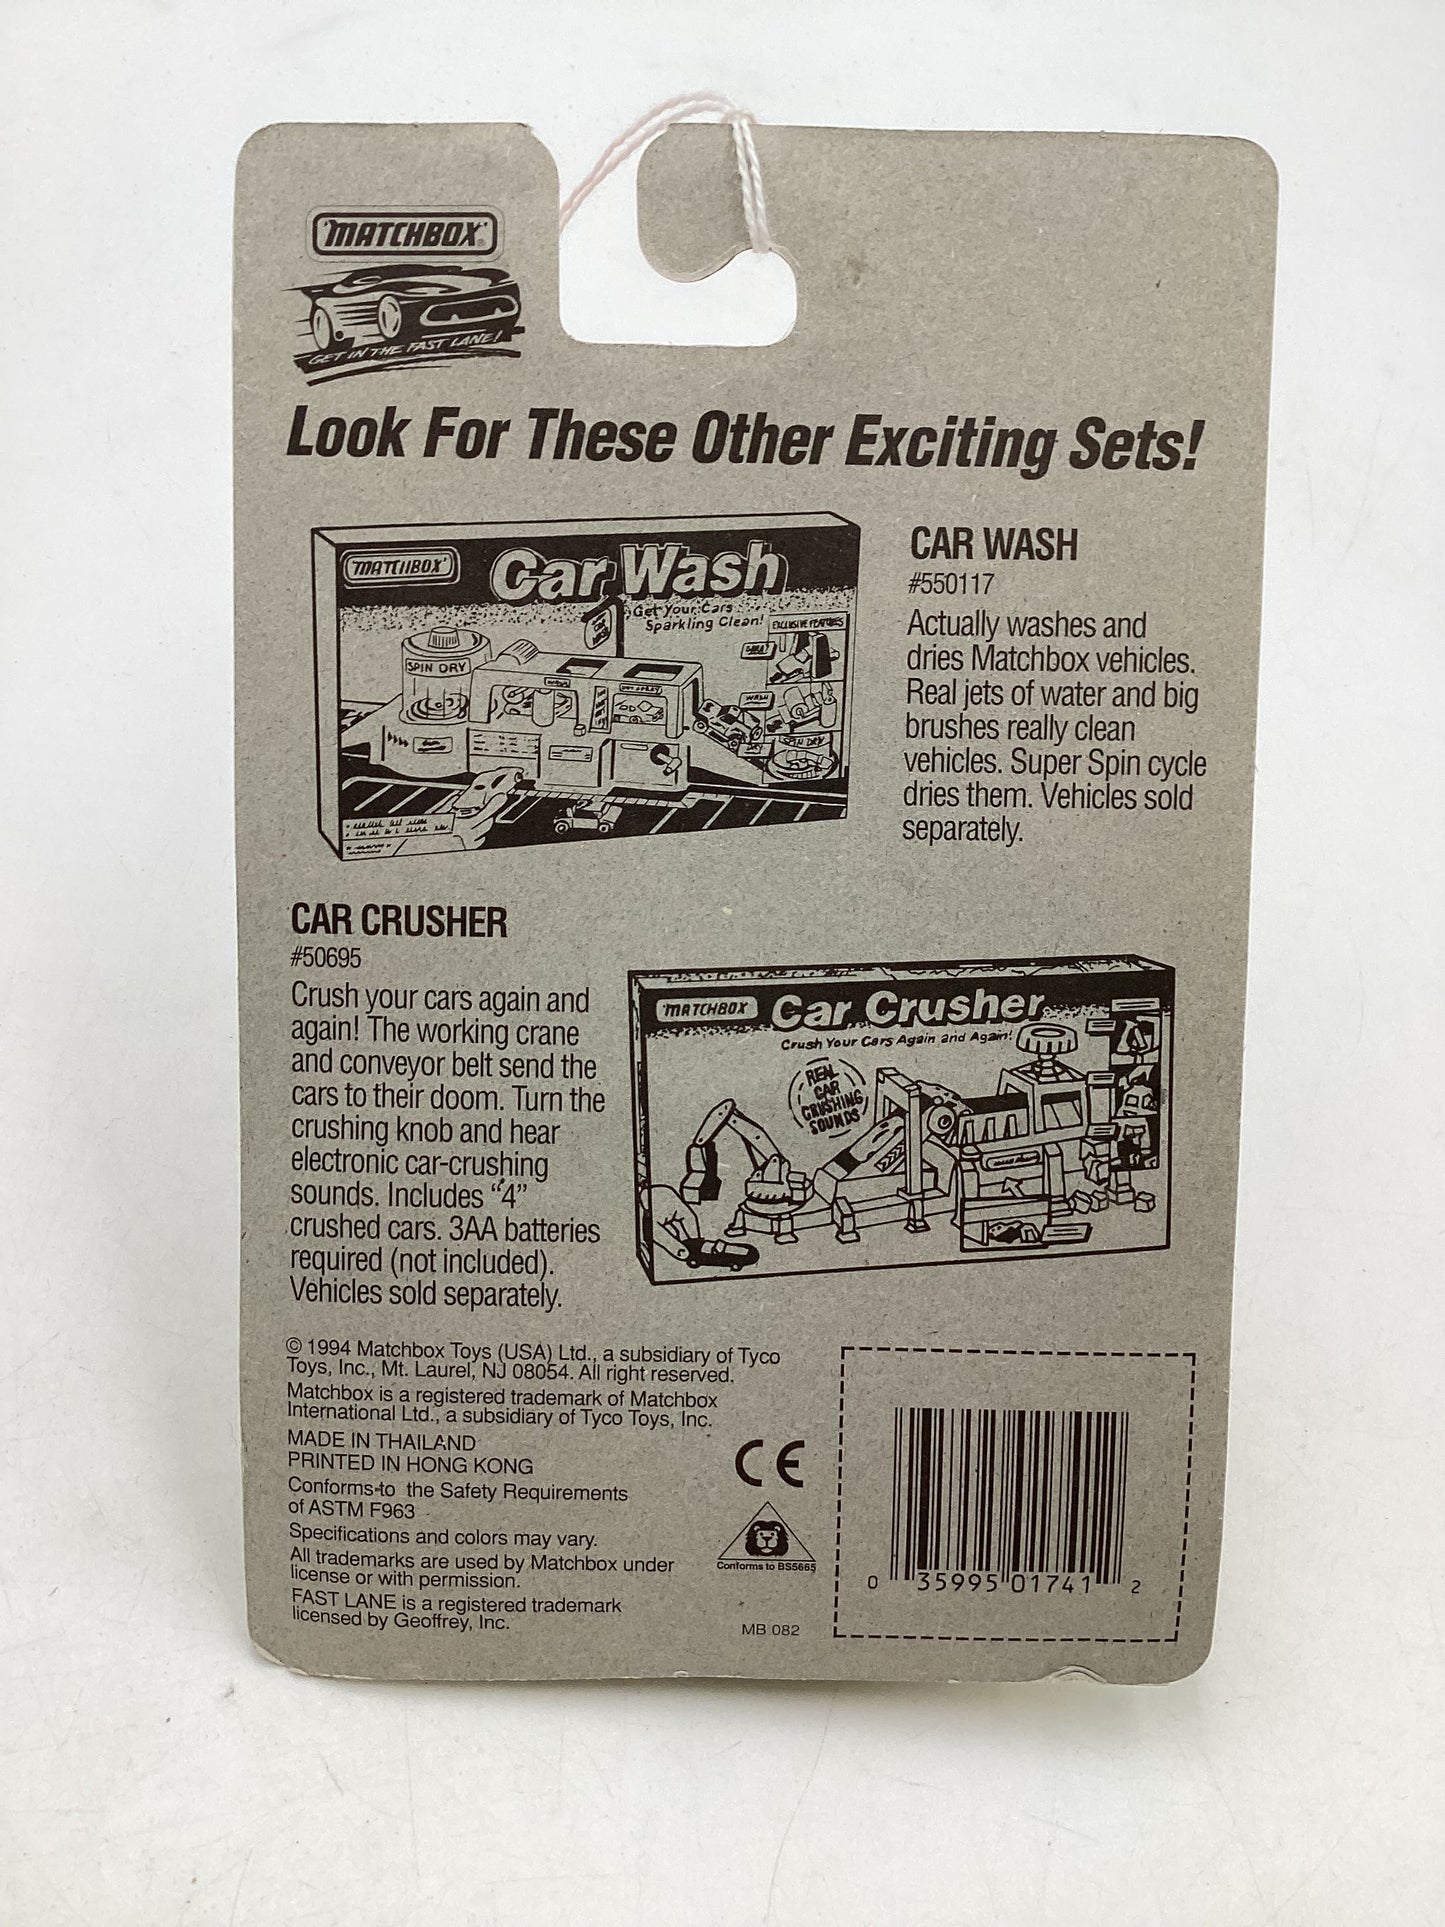 MATCHBOX
GET IN THE FAST LANE!
Look For These Other Exciting Sets!
MATCHBOX
Car Wash
Get Your Cars
Sparkling Clean!
EXCLUSIVE FEATURES
SPIN DRY
WASH
SPIN DRY
CAR WASH
#550117
Actually washes and
dries Matchbox vehicles.
Real jets of water and big
brushes really clean
vehicles. Super Spin cycle
dries them. Vehicles sold
separately.
CAR CRUSHER
#50695
Crush your cars again and
again! The working crane
and conveyor belt send the
cars to their doom. Turn the
crushing knob and hear
electronic car-crushing
sounds. Includes “4”
crushed cars. 3AA batteries
required (not included).
Vehicles sold separately.
MATCHBOX
Car Crusher
Crush Your Cars Again and Again!
REAL
CAR
CRUSHING
SOUNDS
© 1994 Matchbox Toys (USA) Ltd., a subsidiary of Tyco
Toys, Inc., Mt. Laurel, NJ 08054. All right reserved.
Matchbox is a registered trademark of Matchbox
International Ltd., a subsidiary of Tyco Toys, Inc.
MADE IN THAILAND
PRINTED IN HONG KONG
Conforms to the Safety Requirements
of ASTM F963
Specifications and colors may vary.
All trademarks are used by Matchbox under
license or with permission.
FAST LANE is a registered trademark
licensed by Geoffrey, Inc.
CE
Conforms to BS5665
MB 082
0 35995 01741 2